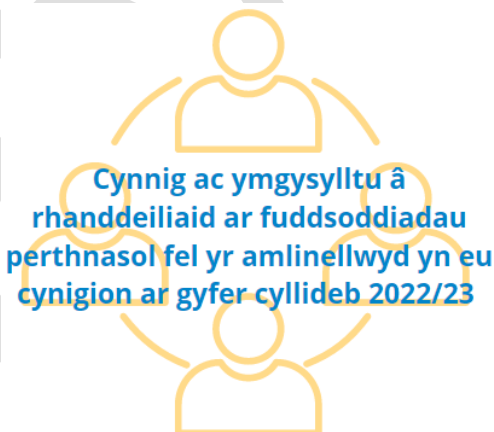 Cynnig ac ymgysylltu â
rhanddeiliaid ar fuddsoddiadau
perthnasol fel yr amlinellwyd yn eu
cynigion ar gyfer cyllideb 2022/23